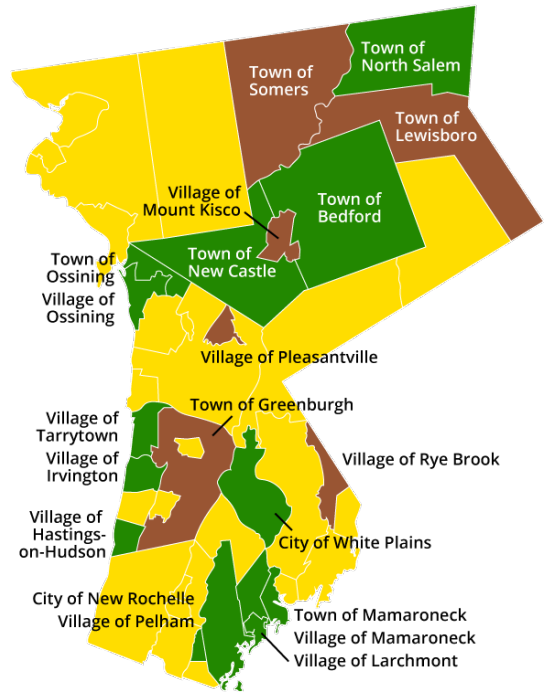 Town of
North Salem
Town of
Somers
Town of
Lewisboro
Village of
Mount Kisco
Town of
Bedford
Town of
New Castle
Town of
Ossining
Village of
Ossining
Village of Pleasantville
Town of Greenburgh
Village of
Tarrytown
Village of
Irvington
Village of Rye Brook
Village of
Hastings-
on-Hudson
City of White Plains
City of New Rochelle
Village of Pelham
Town of Mamaroneck
Village of Mamaroneck
Village of Larchmont